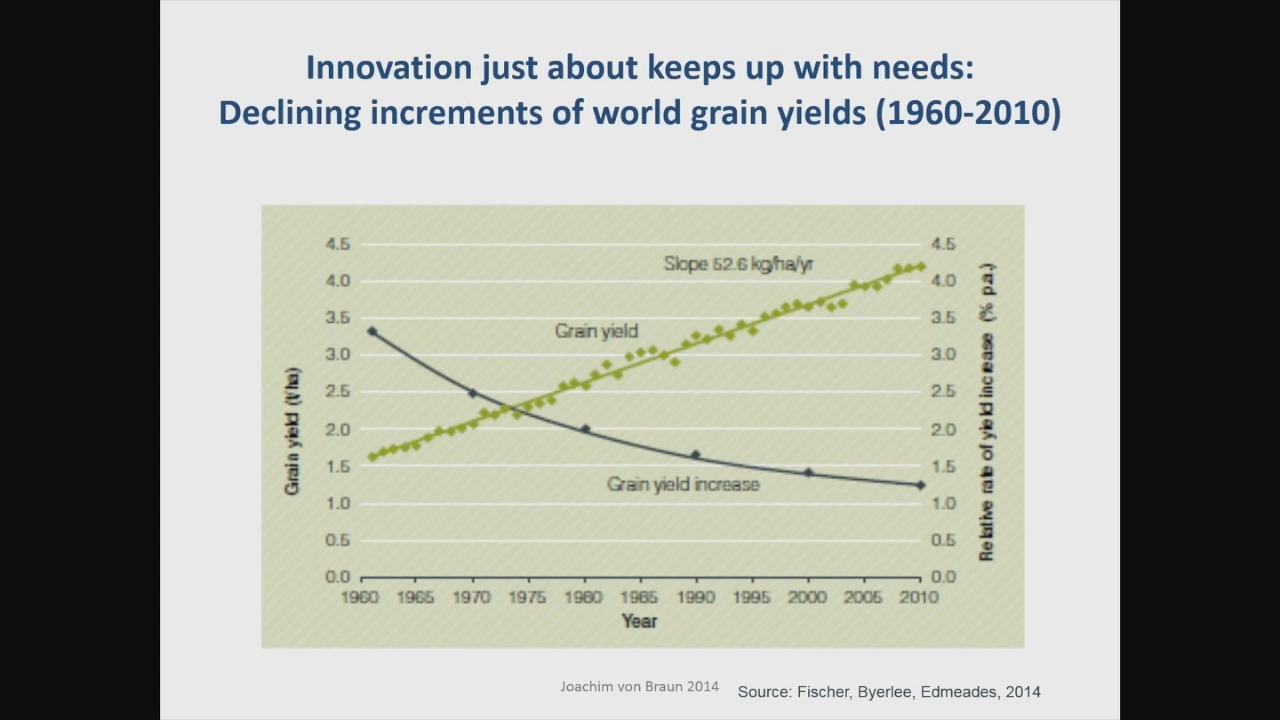 Innovation just about keeps up with needs:
Declining increments of world grain yields (1960-2010)
4.5
4.0
3.5
3.0
2.5
2.0
1.5
1.0
0.5
0.0
Grain yield (t/ha)
Slope 52.6 kg/ha/yr
Grain yield
Grain yield increase
4.5
4.0
3.5
3.0
2.5
2.0
1.5
1.0
0.5
0.0
Relative rate of yield increase (% p.a.)
1960 1965 1970 1975 1980 1985 1990 1995 2000 2005 2010
Year
Joachim von Braun 2014
Source: Fischer, Byerlee, Edmeades, 2014